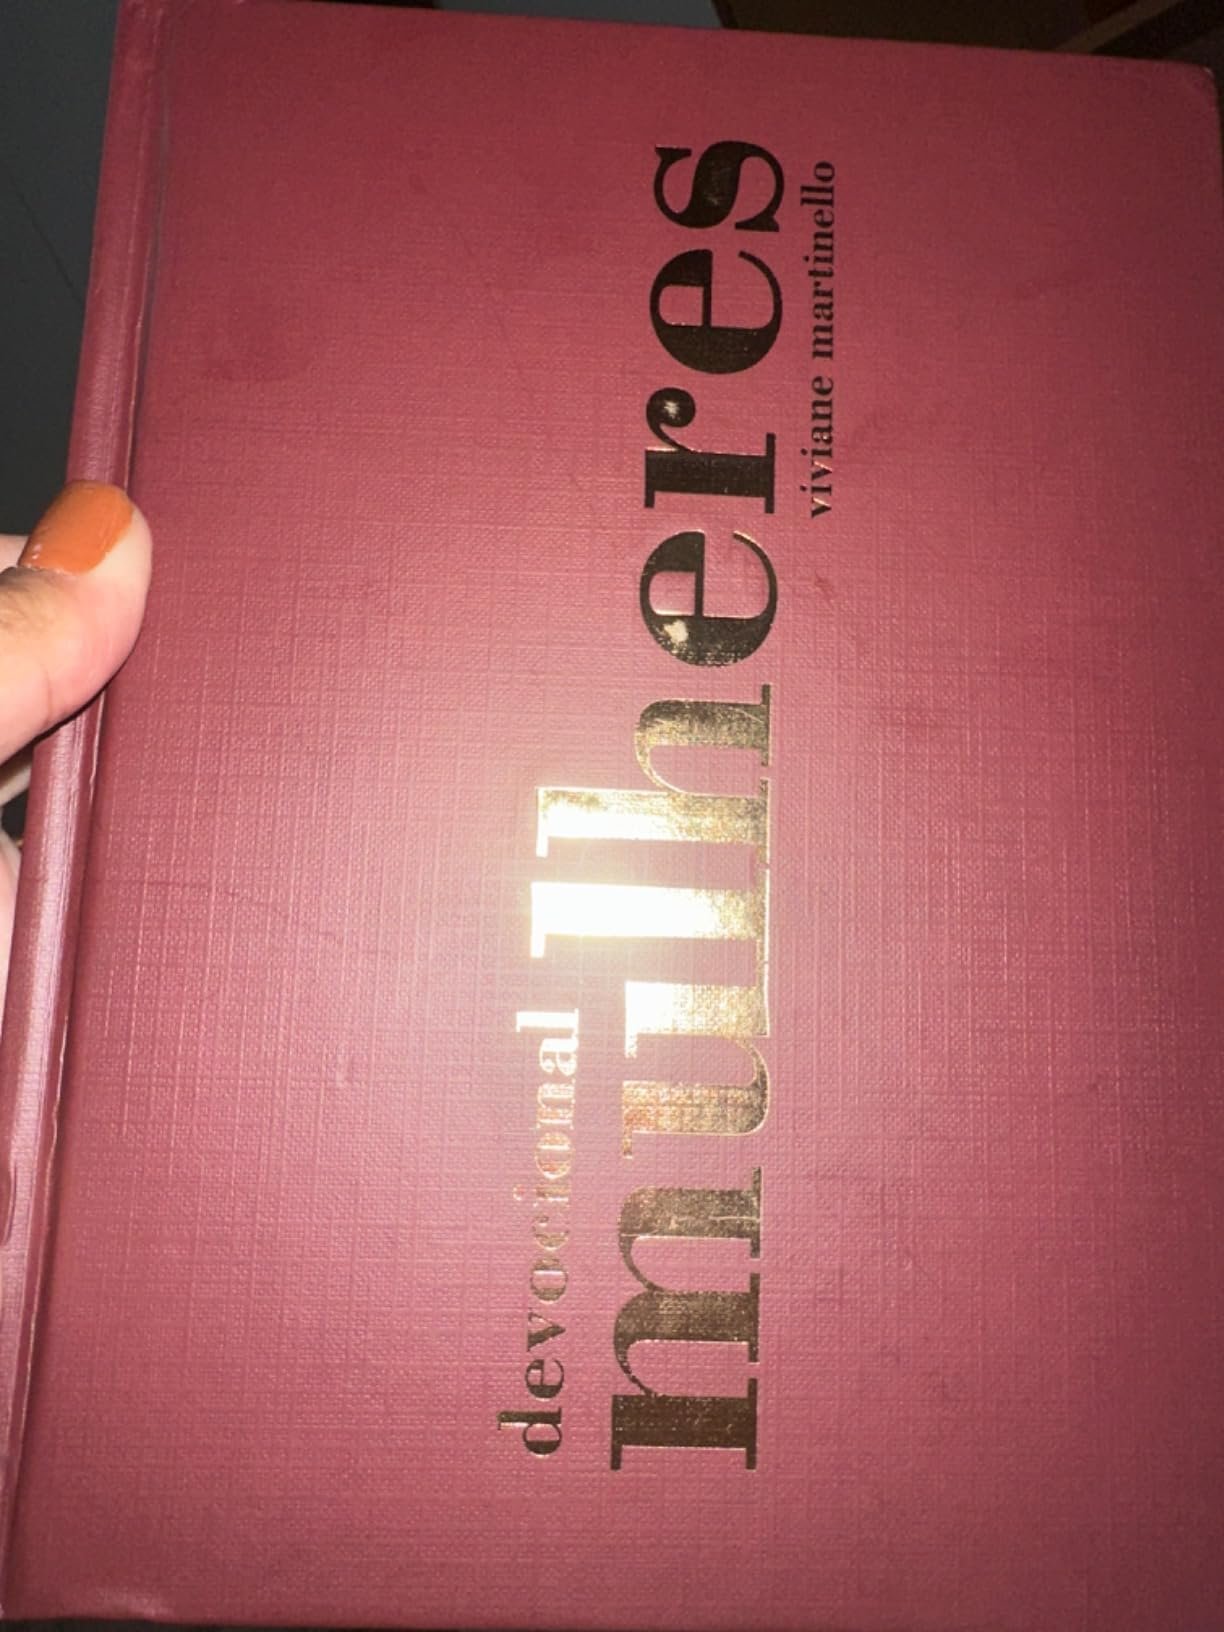 devocional
mulheres
viviane martinello